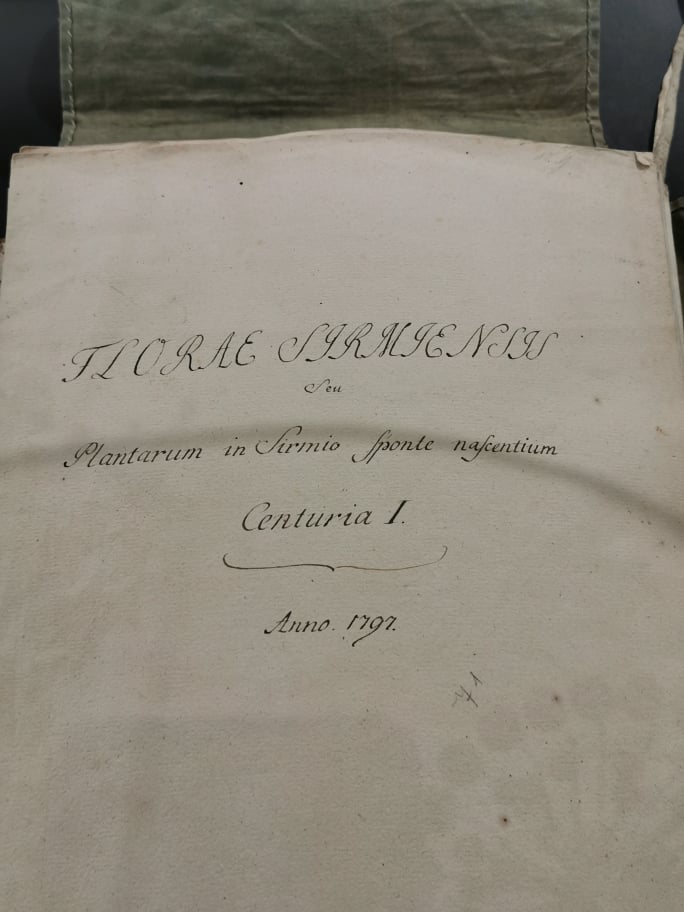 FLORAE SIRMIENSIS
Seu
Plantarum in Sirmio ſponte naſcentium
Centuria I.
Anno. 1797.